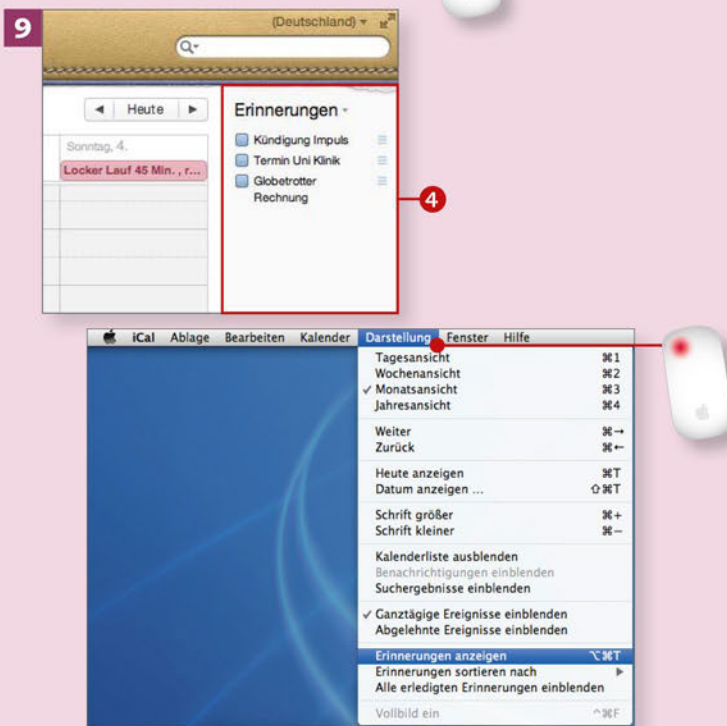 9
(Deutschland)
Heute
Erinnerungen
Sonntag, 4.
Kündigung Impuls
Locker Lauf 45 Min. , r...
Termin Uni Klinik
Globetrotter
Rechnung
4
iCal Ablage Bearbeiten Kalender Darstellung Fenster Hilfe
Tagesansicht ⌘1
Wochenansicht ⌘2
✓ Monatsansicht ⌘3
Jahresansicht ⌘4
Weiter ⌘→
Zurück ⌘←
Heute anzeigen ⌘T
Datum anzeigen ... ⇧⌘T
Schrift größer ⌘+
Schrift kleiner ⌘−
Kalenderliste ausblenden
Benachrichtigungen einblenden
Suchergebnisse einblenden
✓ Ganztägige Ereignisse einblenden
Abgelehnte Ereignisse einblenden
Erinnerungen anzeigen ⌥⌘T
Erinnerungen sortieren nach ▶
Alle erledigten Erinnerungen einblenden
Vollbild ein ^⌘F